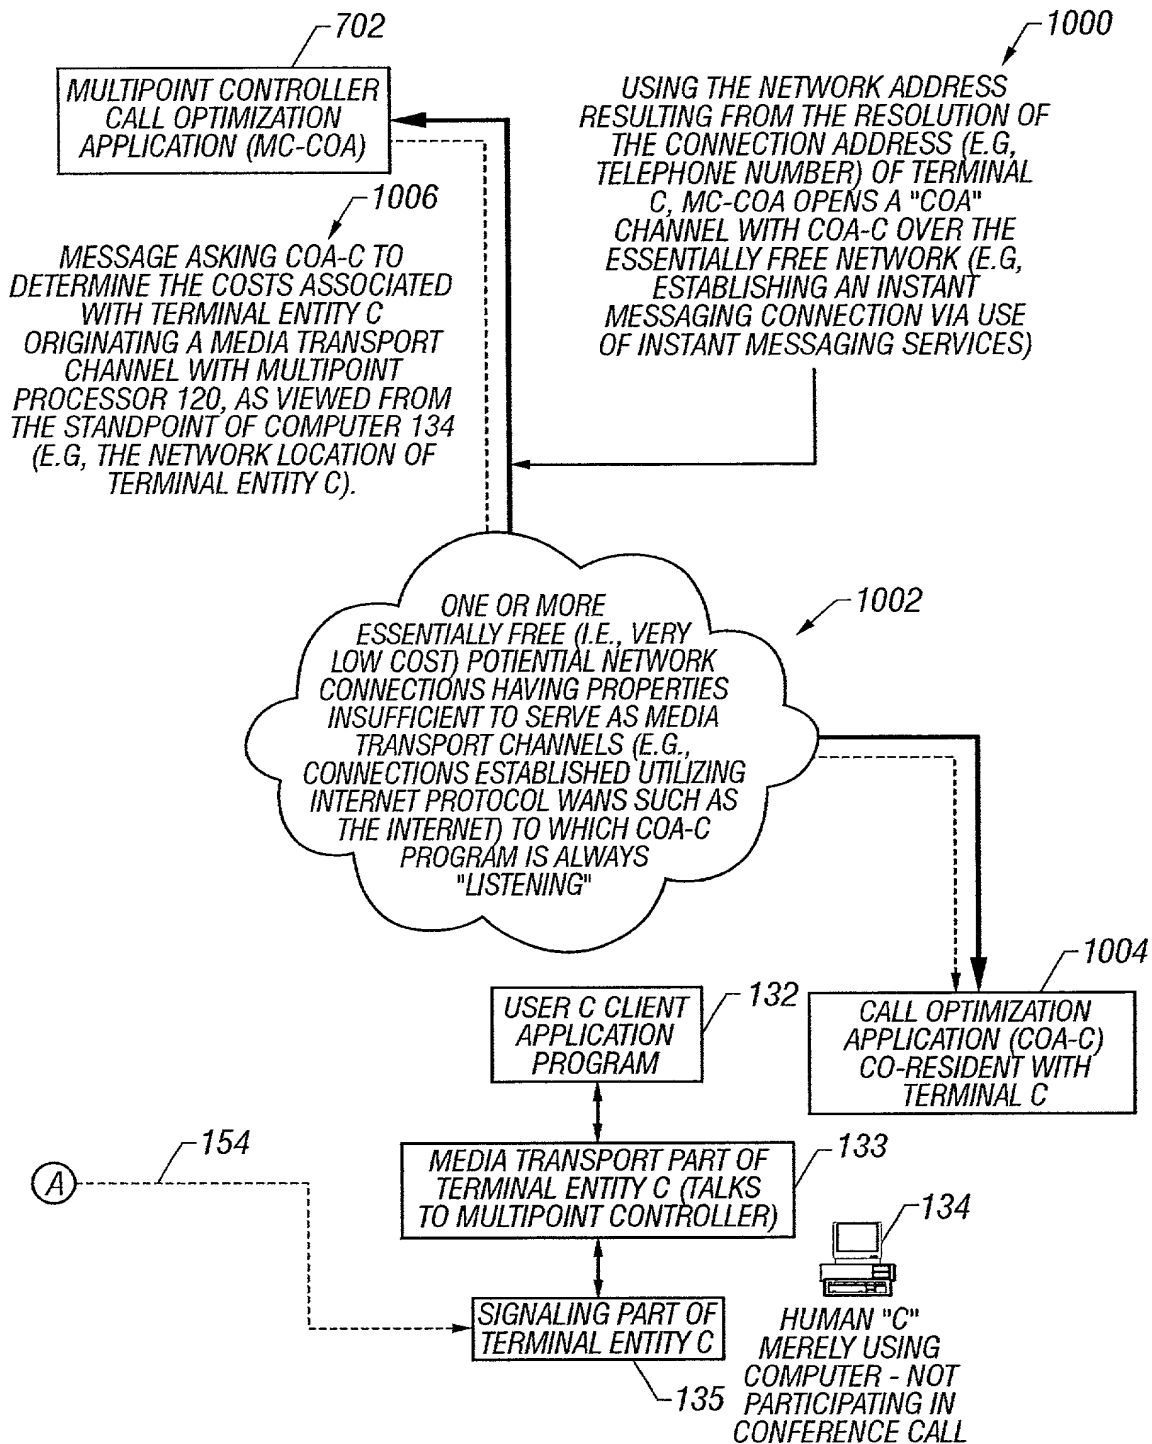 702
MULTIPOINT CONTROLLER
CALL OPTIMIZATION
APPLICATION (MC-COA)
1000
USING THE NETWORK ADDRESS
RESULTING FROM THE RESOLUTION OF
THE CONNECTION ADDRESS (E.G,
TELEPHONE NUMBER) OF TERMINAL
C, MC-COA OPENS A "COA"
CHANNEL WITH COA-C OVER THE
ESSENTIALLY FREE NETWORK (E.G,
ESTABLISHING AN INSTANT
MESSAGING CONNECTION VIA USE
OF INSTANT MESSAGING SERVICES)
1006
MESSAGE ASKING COA-C TO
DETERMINE THE COSTS ASSOCIATED
WITH TERMINAL ENTITY C
ORIGINATING A MEDIA TRANSPORT
CHANNEL WITH MULTIPOINT
PROCESSOR 120, AS VIEWED FROM
THE STANDPOINT OF COMPUTER 134
(E.G, THE NETWORK LOCATION OF
TERMINAL ENTITY C).
1002
ONE OR MORE
ESSENTIALLY FREE (I.E., VERY
LOW COST) POTIENTIAL NETWORK
CONNECTIONS HAVING PROPERTIES
INSUFFICIENT TO SERVE AS MEDIA
TRANSPORT CHANNELS (E.G.,
CONNECTIONS ESTABLISHED UTILIZING
INTERNET PROTOCOL WANS SUCH AS
THE INTERNET) TO WHICH COA-C
PROGRAM IS ALWAYS
"LISTENING"
1004
CALL OPTIMIZATION
APPLICATION (COA-C)
CO-RESIDENT WITH
TERMINAL C
132
USER C CLIENT
APPLICATION
PROGRAM
133
MEDIA TRANSPORT PART OF
TERMINAL ENTITY C (TALKS
TO MULTIPOINT CONTROLLER)
154
A
134
SIGNALING PART OF
TERMINAL ENTITY C
135
HUMAN "C"
MERELY USING
COMPUTER - NOT
PARTICIPATING IN
CONFERENCE CALL